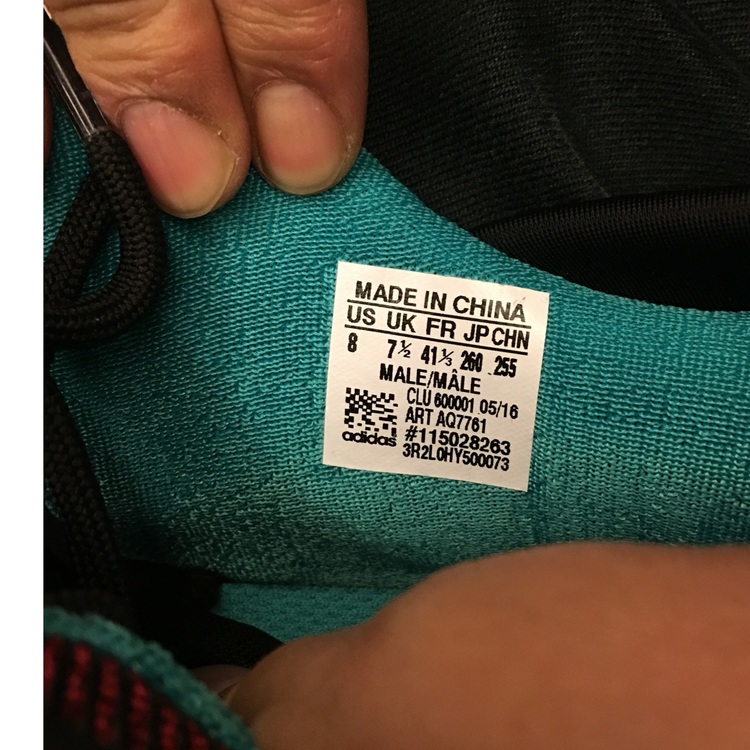 MADE IN CHINA
US UK FR JP CHN
8 7½ 41⅓ 260 255
MALE/MÂLE
CLU 600001 05/16
ART AQ7761
#115028263
3R2L0HY500073
adidas